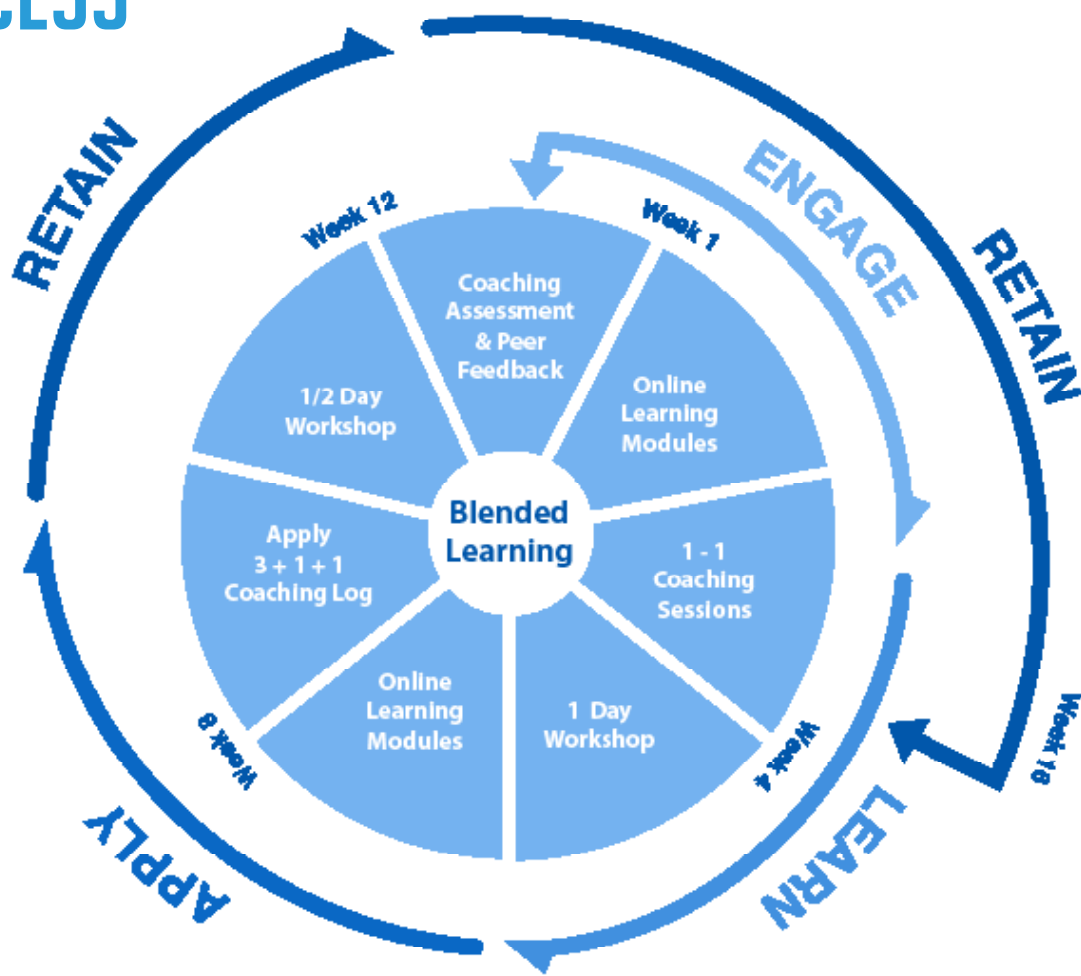 RETAIN
ENGAGE
RETAIN
Week 12
Week 1
Coaching
Assessment
& Peer
Feedback
1/2 Day
Workshop
Online
Learning
Modules
Blended
Learning
Apply
3 + 1 + 1
Coaching Log
1 - 1
Coaching
Sessions
Online
Learning
Modules
1 Day
Workshop
Week 8
Week 4
Week 16
APPLY
LEARN